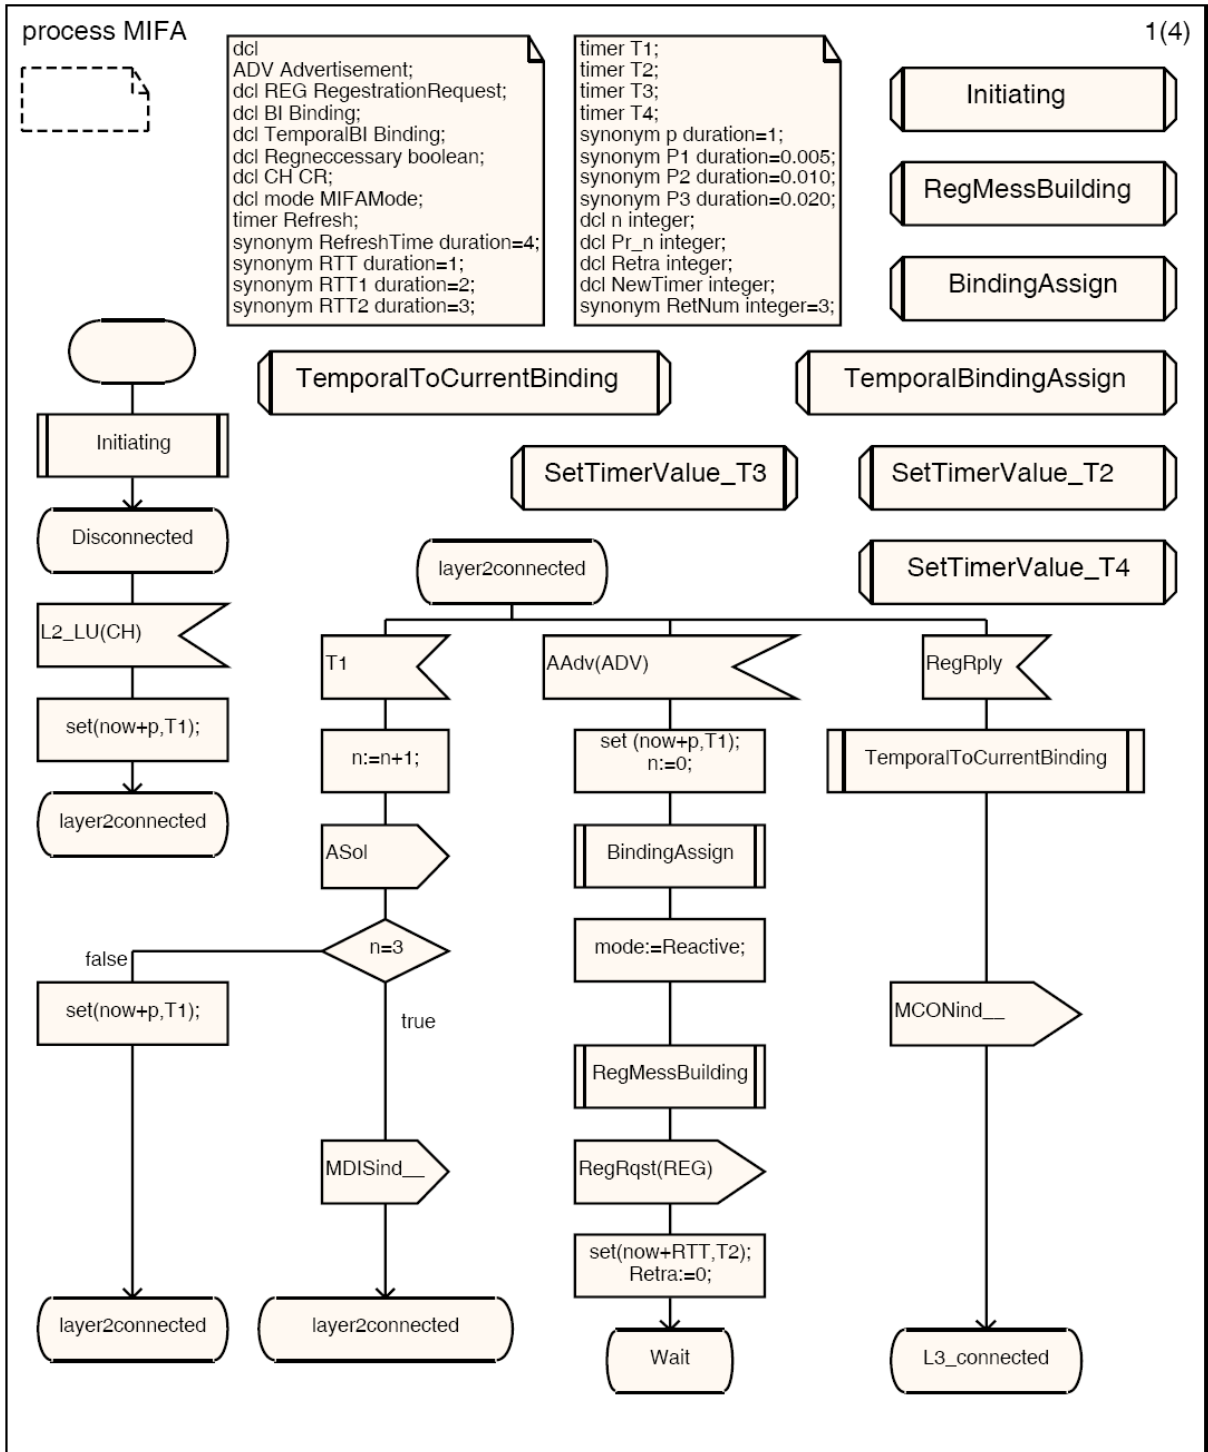 process MIFA
1(4)
dcl
ADV Advertisement;
dcl REG RegestrationRequest;
dcl BI Binding;
dcl TemporalBI Binding;
dcl Regneccessary boolean;
dcl CH CR;
dcl mode MIFAMode;
timer Refresh;
synonym RefreshTime duration=4;
synonym RTT duration=1;
synonym RTT1 duration=2;
synonym RTT2 duration=3;
timer T1;
timer T2;
timer T3;
timer T4;
synonym p duration=1;
synonym P1 duration=0.005;
synonym P2 duration=0.010;
synonym P3 duration=0.020;
dcl n integer;
dcl Pr_n integer;
dcl Retra integer;
dcl NewTimer integer;
synonym RetNum integer=3;
Initiating
RegMessBuilding
BindingAssign
TemporalToCurrentBinding
TemporalBindingAssign
SetTimerValue_T3
SetTimerValue_T2
SetTimerValue_T4
Initiating
Disconnected
L2_LU(CH)
set(now+p,T1);
layer2connected
layer2connected
T1
n:=n+1;
ASol
n=3
false
set(now+p,T1);
layer2connected
true
MDISind__
layer2connected
AAdv(ADV)
set (now+p,T1);
n:=0;
BindingAssign
mode:=Reactive;
RegMessBuilding
RegRqst(REG)
set(now+RTT,T2);
Retra:=0;
Wait
RegRply
TemporalToCurrentBinding
MCONind__
L3_connected